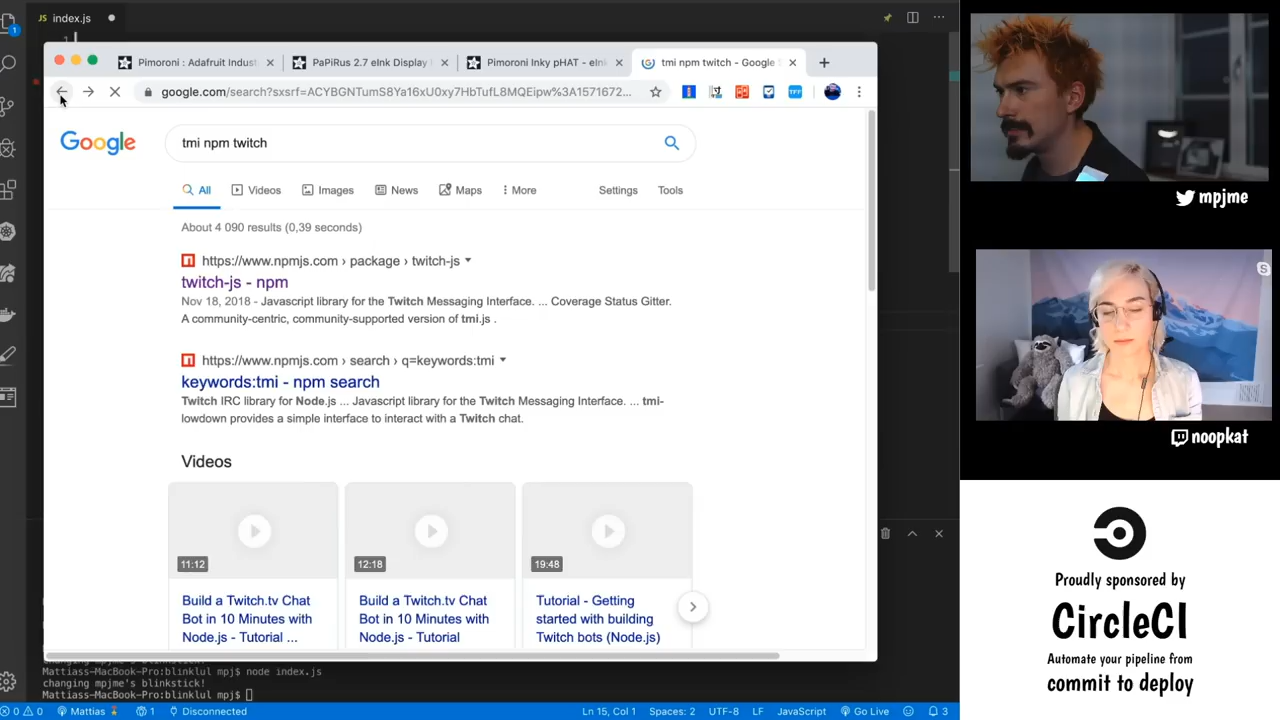 JS index.js
1
Pimoroni : Adafruit Indust
PaPiRus 2.7 eInk Display
Pimoroni Inky pHAT - eInk
tmi npm twitch - Google S
google.com/search?sxsrf=ACYBGNTumS8Ya16xU0xy7HbTufL8MQEipw%3A1571672...
TFF
Google
tmi npm twitch
All
Videos
Images
News
Maps
More
Settings
Tools
About 4 090 results (0,39 seconds)
https://www.npmjs.com › package › twitch-js
twitch-js - npm
Nov 18, 2018 - Javascript library for the Twitch Messaging Interface. ... Coverage Status Gitter.
A community-centric, community-supported version of tmi.js .
https://www.npmjs.com › search › q=keywords:tmi
keywords:tmi - npm search
Twitch IRC library for Node.js ... Javascript library for the Twitch Messaging Interface. ... tmi-
lowdown provides a simple interface to interact with a Twitch chat.
Videos
11:12
12:18
19:48
Build a Twitch.tv Chat
Bot in 10 Minutes with
Node.js - Tutorial ...
Build a Twitch.tv Chat
Bot in 10 Minutes with
Node.js - Tutorial
Tutorial - Getting
started with building
Twitch bots (Node.js)
changing mpjme's blinkstick!
Mattiass-MacBook-Pro:blinklul mpj$ node index.js
changing mpjme's blinkstick!
Mattiass-MacBook-Pro:blinklul mpj$
0 0 Mattias 1 Disconnected
Ln 15, Col 1 Spaces: 2 UTF-8 LF JavaScript Go Live 3
mpjme
noopkat
Proudly sponsored by
CircleCI
Automate your pipeline from
commit to deploy